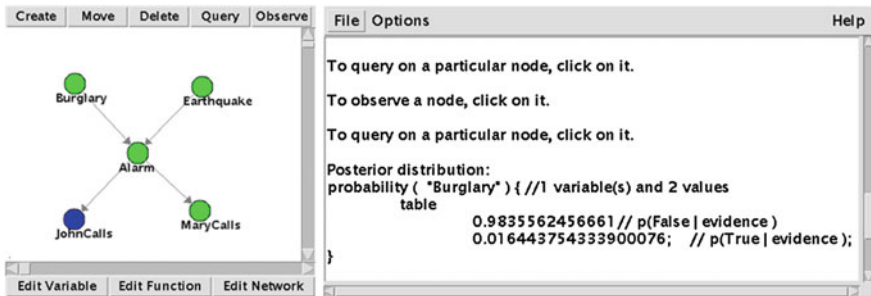 Create Move Delete Query Observe
Burglary
Earthquake
Alarm
JohnCalls
MaryCalls
Edit Variable Edit Function Edit Network
File Options Help
To query on a particular node, click on it.
To observe a node, click on it.
To query on a particular node, click on it.
Posterior distribution:
probability ( "Burglary" ) { //1 variable(s) and 2 values
table
0.9835562456661 // p(False | evidence )
0.016443754333900076; // p(True | evidence );
}